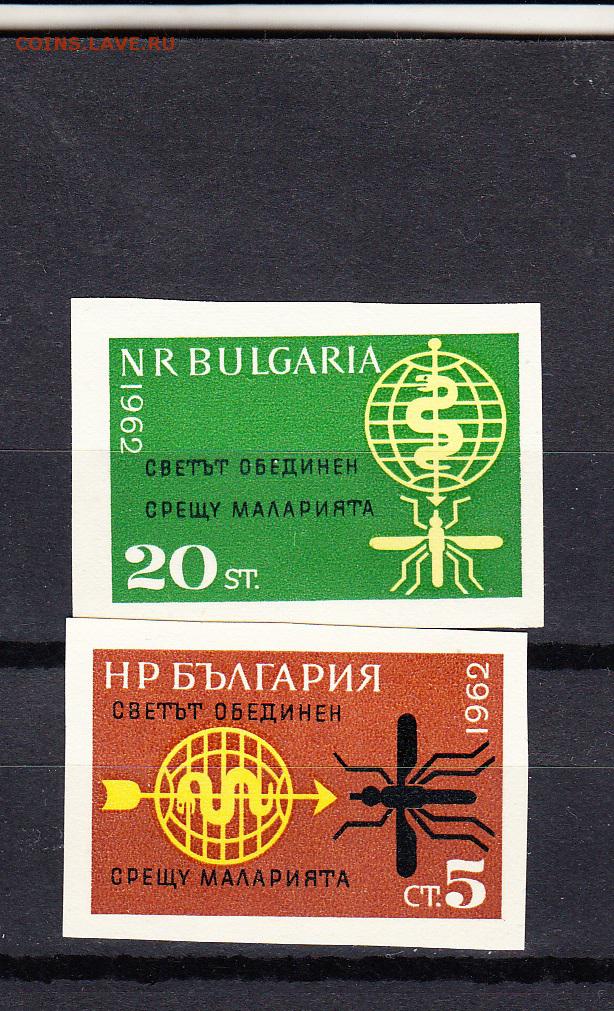 COINS.LAVE.RU
NR BULGARIA
1962
СВЕТЪТ ОБЕДИНЕН
СРЕЩУ МАЛАРИЯТА
20 ST.
НР БЪЛГАРИЯ
1962
СВЕТЪТ ОБЕДИНЕН
СРЕЩУ МАЛАРИЯТА
СТ. 5